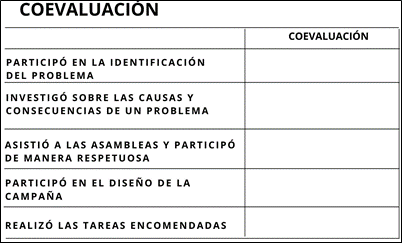 COEVALUACIÓN
COEVALUACIÓN
PARTICIPÓ EN LA IDENTIFICACIÓN
DEL PROBLEMA
INVESTIGÓ SOBRE LAS CAUSAS Y
CONSECUENCIAS DE UN PROBLEMA
ASISTIÓ A LAS ASAMBLEAS Y PARTICIPÓ
DE MANERA RESPETUOSA
PARTICIPÓ EN EL DISEÑO DE LA
CAMPAÑA
REALIZÓ LAS TAREAS ENCOMENDADAS